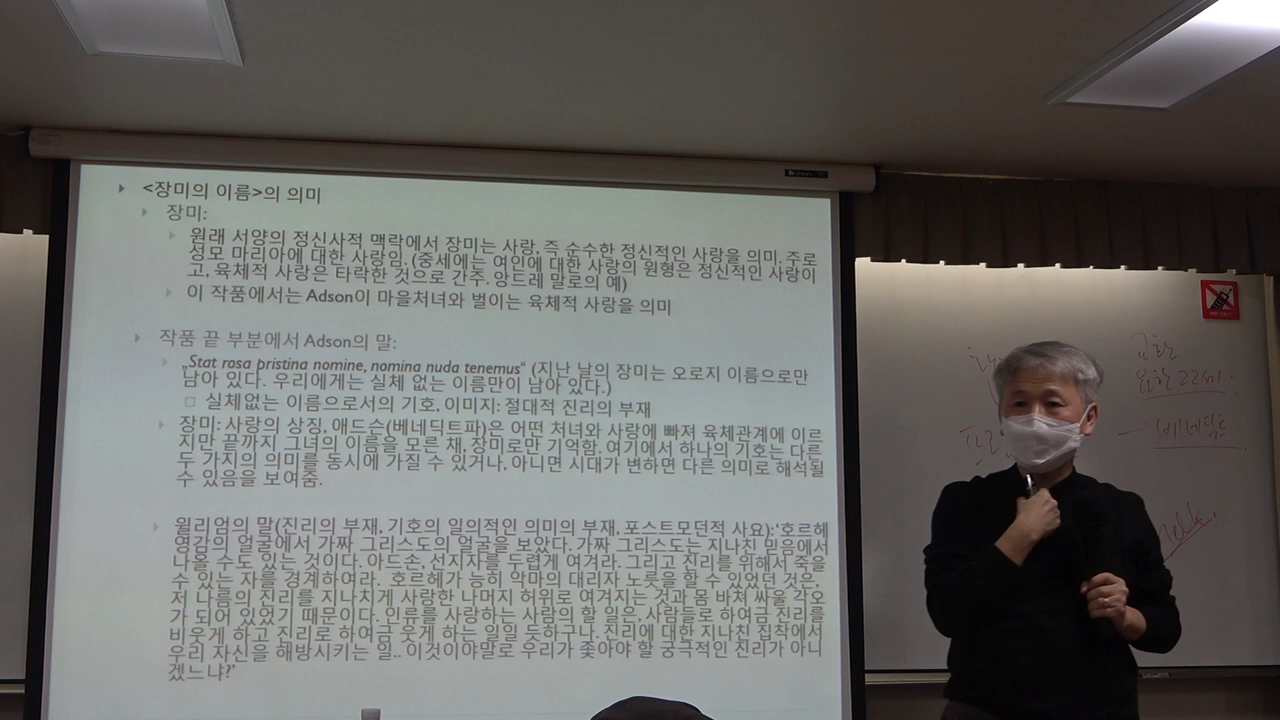 <장미의 이름>의 의미
장미:
원래 서양의 정신사적 맥락에서 장미는 사랑, 즉 순수한 정신적인 사랑을 의미. 주로
성모 마리아에 대한 사랑임. (중세에는 여인에 대한 사랑의 원형은 정신적인 사랑이
고, 육체적 사랑은 타락한 것으로 간주. 앙드레 말로의 예)
이 작품에서는 Adson이 마을처녀와 벌이는 육체적 사랑을 의미
작품 끝 부분에서 Adson의 말:
„Stat rosa pristina nomine, nomina nuda tenemus“ (지난 날의 장미는 오로지 이름으로만
남아 있다. 우리에게는 실체 없는 이름만이 남아 있다.)
실체없는 이름으로서의 기호, 이미지: 절대적 진리의 부재
장미: 사랑의 상징, 애드슨(베네딕트파)은 어떤 처녀와 사랑에 빠져 육체관계에 이르
지만 끝까지 그녀의 이름을 모른 채, 장미로만 기억함. 여기에서 하나의 기호는 다른
두 가지의 의미를 동시에 가질 수 있거나, 아니면 시대가 변하면 다른 의미로 해석될
수 있음을 보여줌.
윌리엄의 말(진리의 부재, 기호의 일의적인 의미의 부재, 포스트모던적 사요):‘호르헤
영감의 얼굴에서 가짜 그리스도의 얼굴을 보았다. 가짜 그리스도는 지나친 믿음에서
나올 수도 있는 것이다. 아드손, 선지자를 두렵게 여겨라. 그리고 진리를 위해서 죽을
수 있는 자를 경계하여라. 호르헤가 능히 악마의 대리자 노릇을 할 수 있었던 것은,
저 나름의 진리를 지나치게 사랑한 나머지 허위로 여겨지는 것과 몸 바쳐 싸울 각오
가 되어 있었기 때문이다. 인류를 사랑하는 사람의 할 일은, 사람들로 하여금 진리를
비웃게 하고 진리로 하여금 웃게 하는 일일 듯하구나. 진리에 대한 지나친 집착에서
우리 자신을 해방시키는 일.. 이것이야말로 우리가 좇아야 할 궁극적인 진리가 아니
겠느냐?’
요한
베네딕토